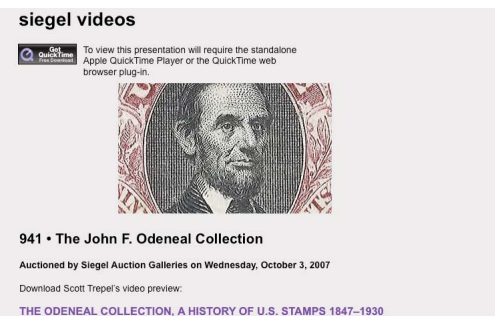 siegel videos
Get
QuickTime
Free Download
To view this presentation will require the standalone
Apple QuickTime Player or the QuickTime web
browser plug-in.
941 • The John F. Odeneal Collection
Auctioned by Siegel Auction Galleries on Wednesday, October 3, 2007
Download Scott Trepel's video preview:
THE ODENEAL COLLECTION, A HISTORY OF U.S. STAMPS 1847–1930